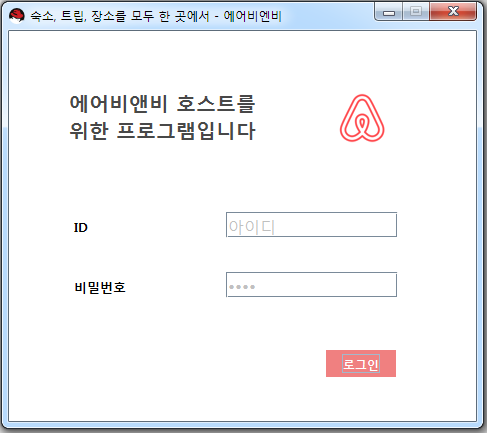 숙소, 트립, 장소를 모두 한 곳에서 - 에어비엔비
에어비앤비 호스트를
위한 프로그램입니다
ID
아이디
비밀번호
••••
로그인